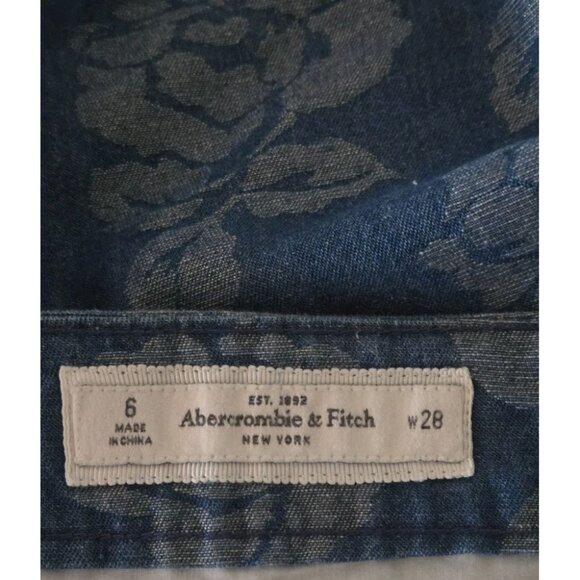 6
MADE
IN CHINA
EST. 1892
Abercrombie & Fitch
NEW YORK
W28